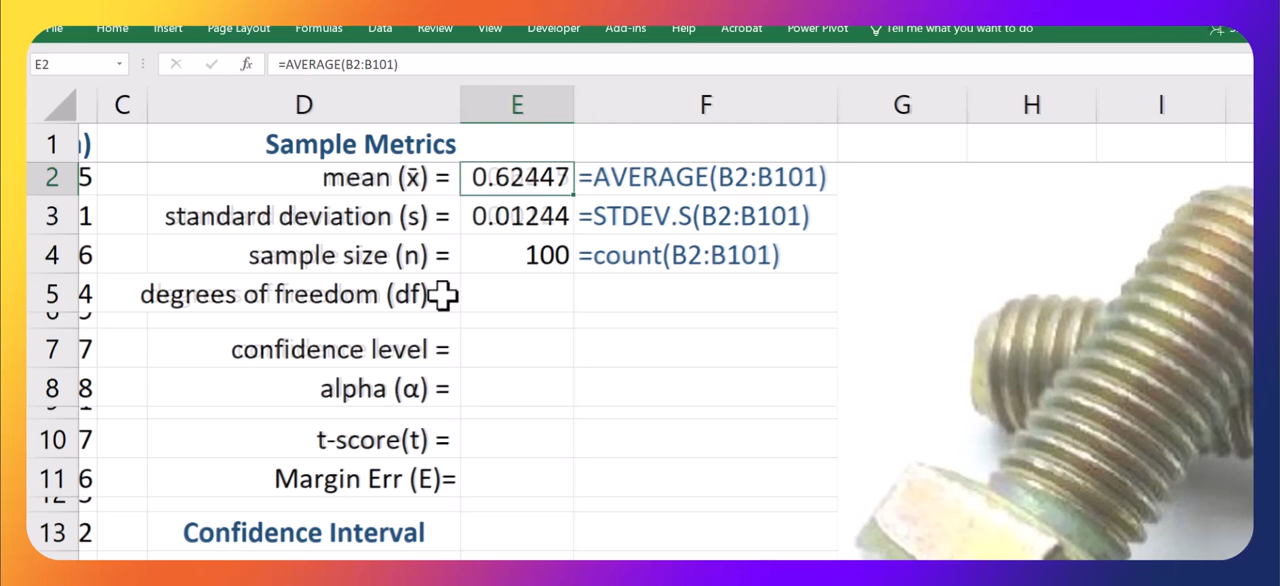 File Home Insert Page Layout Formulas Data Review View Developer Add-ins Help Acrobat Power Pivot Tell me what you want to do
E2 fx =AVERAGE(B2:B101)
C D E F G H I
1 ) Sample Metrics
2 5 mean (x̄) = 0.62447 =AVERAGE(B2:B101)
3 1 standard deviation (s) = 0.01244 =STDEV.S(B2:B101)
4 6 sample size (n) = 100 =count(B2:B101)
5 4 degrees of freedom (df)
7 7 confidence level =
8 8 alpha (α) =
10 7 t-score(t) =
11 6 Margin Err (E)=
13 2 Confidence Interval